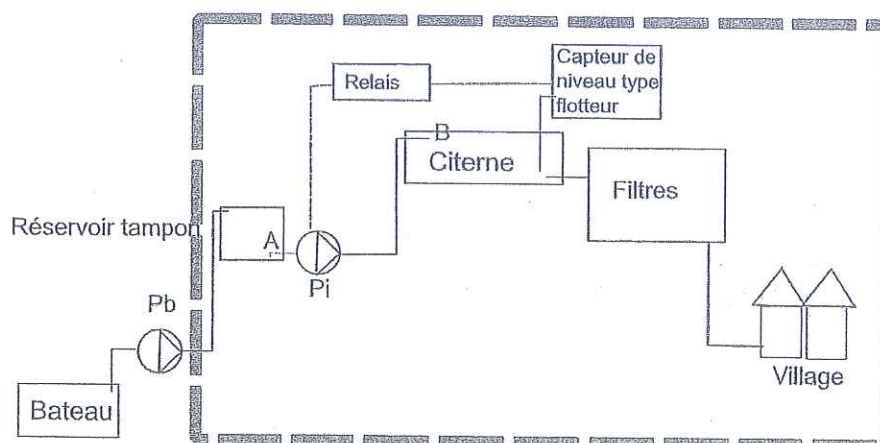 Relais
Capteur de
niveau type
flotteur
B
Citerne
Filtres
Réservoir tampon
A
Pi
Pb
Village
Bateau